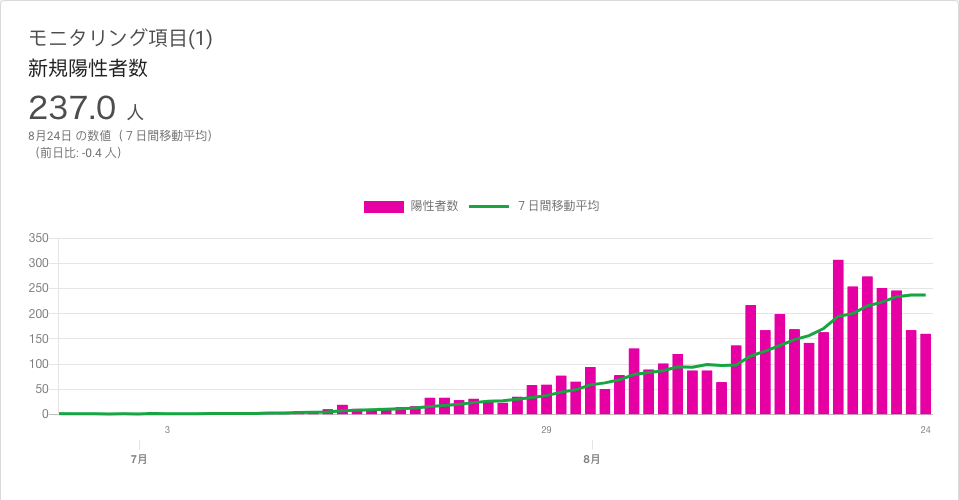 モニタリング項目(1)
新規陽性者数
237.0 人
8月24日 の数値（７日間移動平均）
（前日比: -0.4 人）
陽性者数 ７日間移動平均
350
300
250
200
150
100
50
0
3 29 24
7月 8月